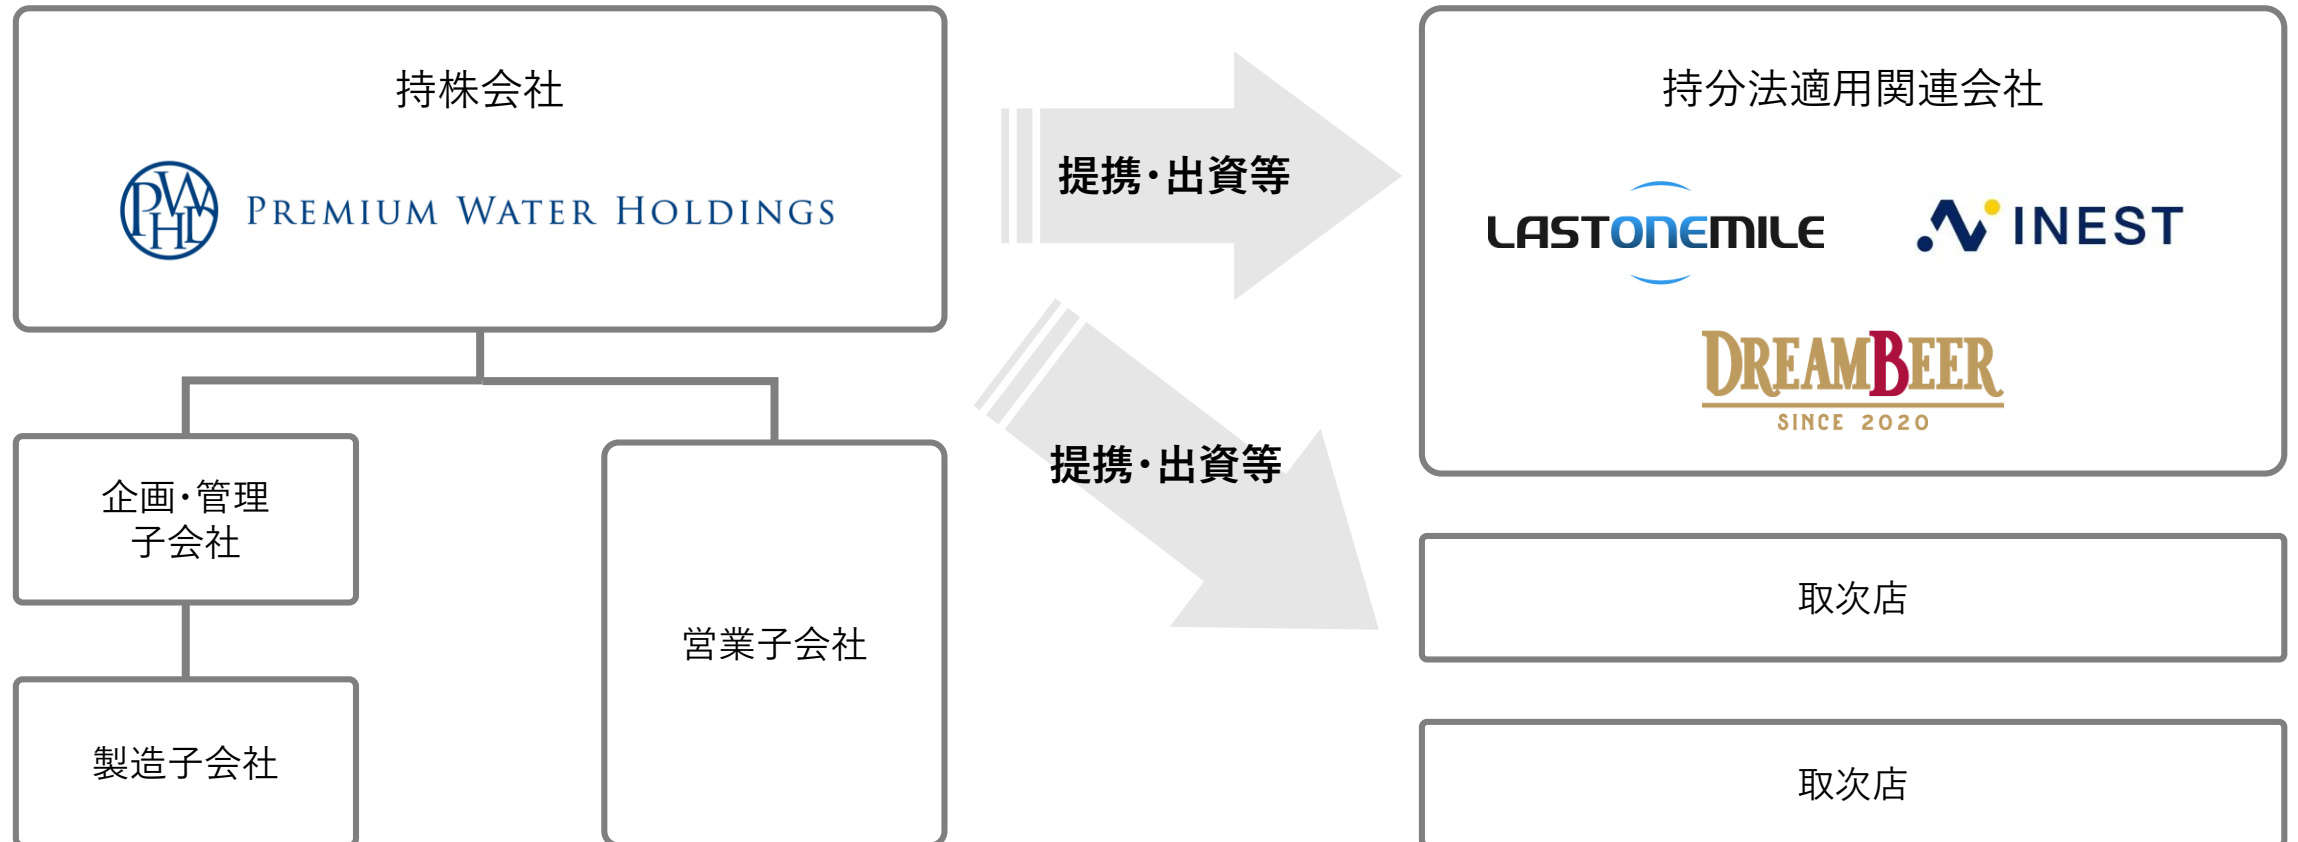 持株会社
PWHD PREMIUM WATER HOLDINGS
企画・管理
子会社
製造子会社
営業子会社
提携・出資等
提携・出資等
持分法適用関連会社
LASTONEMILE
INEST
DREAMBEER
SINCE 2020
取次店
取次店